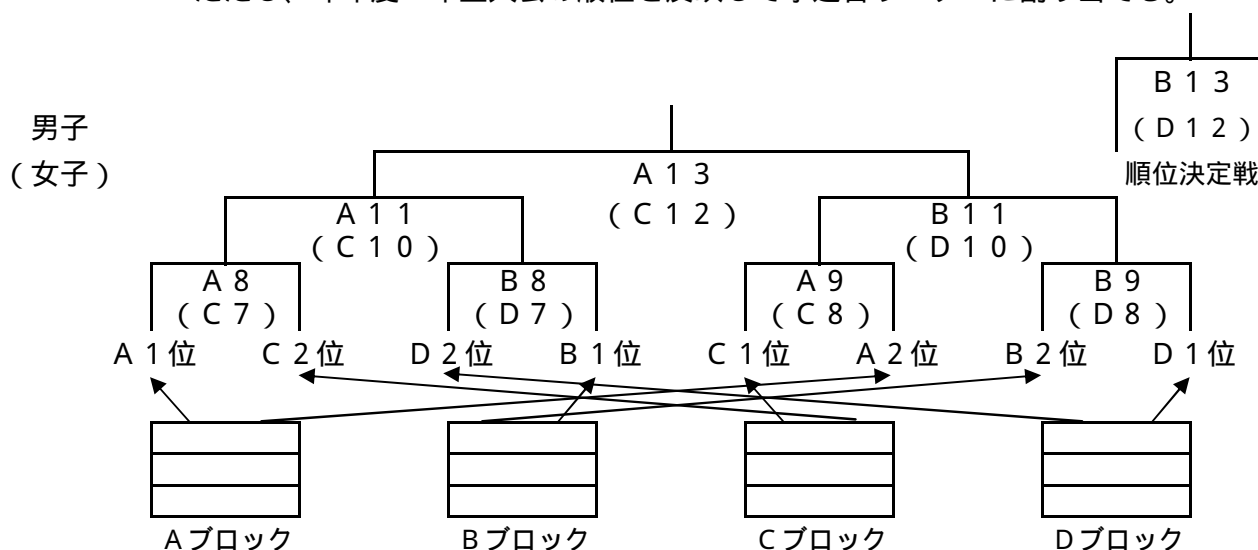 B13
男子
（D12）
（女子）
A13
順位決定戦
A11
（C12）
B11
（C10）
（D10）
A8
B8
A9
B9
（C7）
（D7）
（C8）
（D8）
A1位 C2位 D2位 B1位 C1位 A2位 B2位 D1位
Aブロック Bブロック Cブロック Dブロック